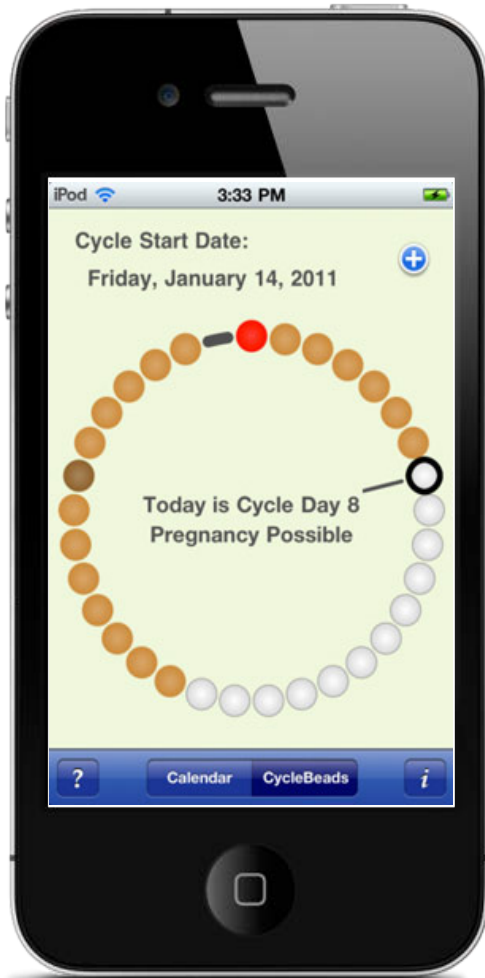 iPod 3:33 PM
Cycle Start Date:
Friday, January 14, 2011
Today is Cycle Day 8
Pregnancy Possible
? Calendar CycleBeads i